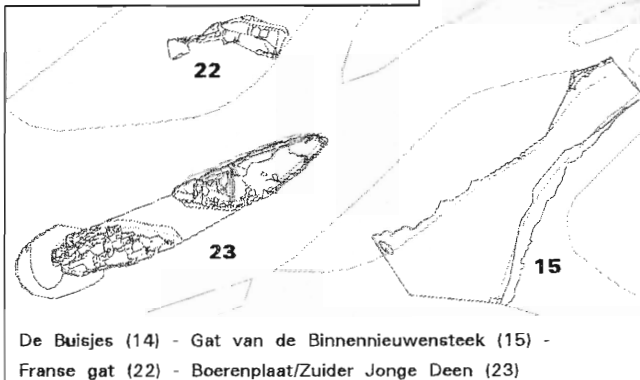 22
23
15
De Buisjes (14) - Gat van de Binnennieuwensteek (15) -
Franse gat (22) - Boerenplaat/Zuider Jonge Deen (23)